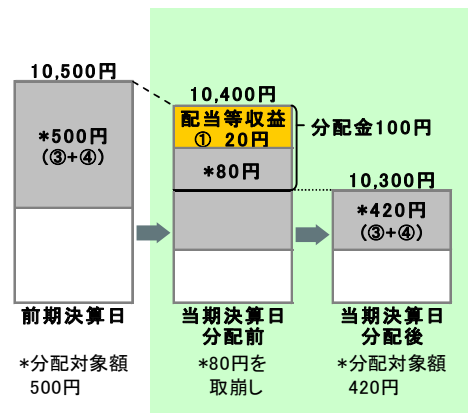 10,500円
*500円
(③+④)
前期決算日
*分配対象額
500円
10,400円
配当等収益
① 20円
*80円
分配金100円
当期決算日
分配前
*80円を
取崩し
10,300円
*420円
(③+④)
当期決算日
分配後
*分配対象額
420円